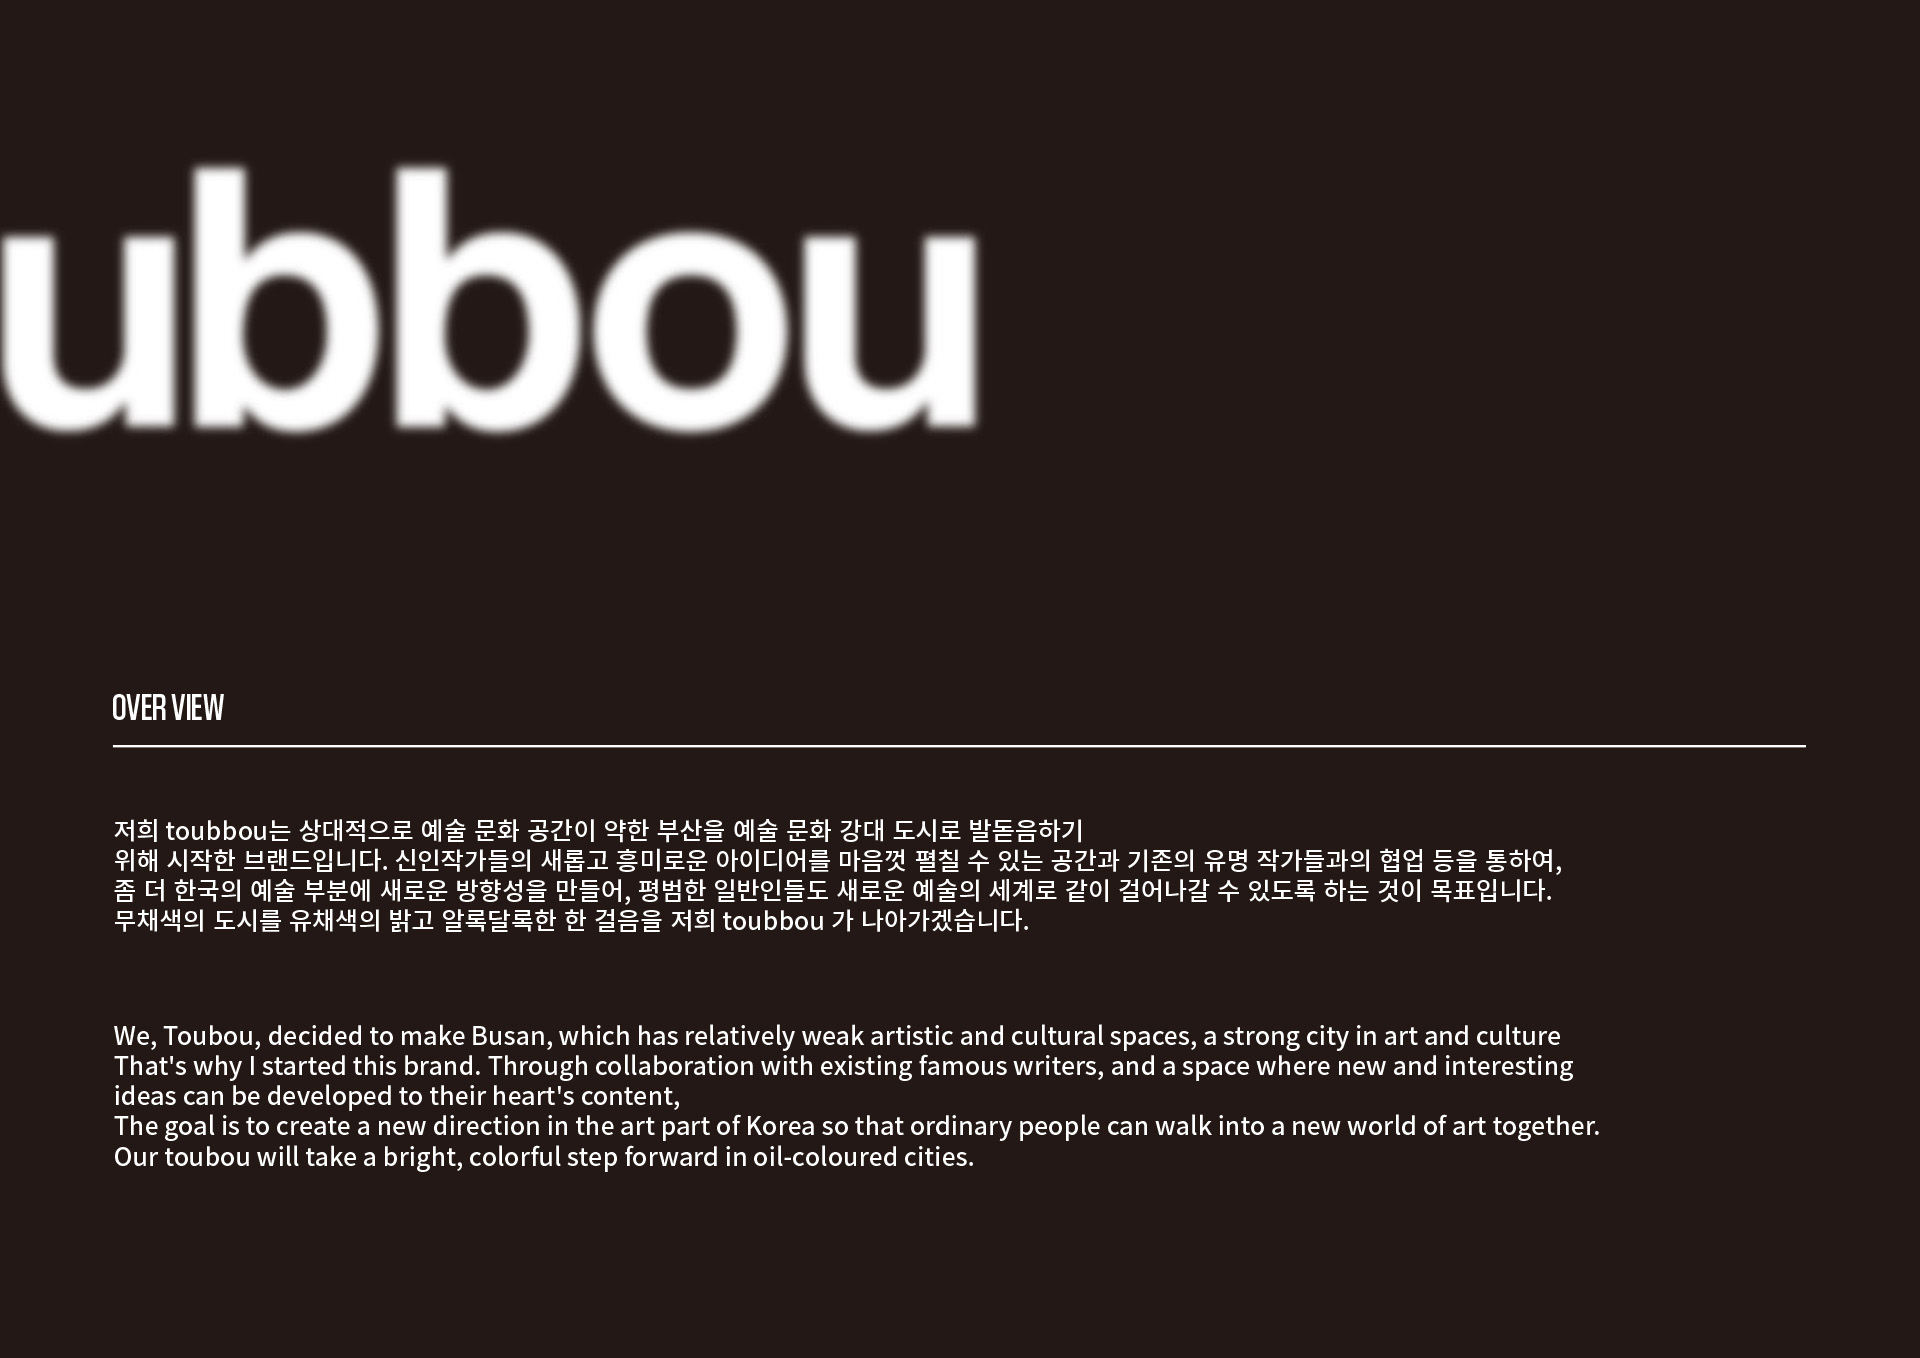 ubbou
OVER VIEW
저희 toubbou는 상대적으로 예술 문화 공간이 약한 부산을 예술 문화 강대 도시로 발돋음하기
위해 시작한 브랜드입니다. 신인작가들의 새롭고 흥미로운 아이디어를 마음껏 펼칠 수 있는 공간과 기존의 유명 작가들과의 협업 등을 통하여,
좀 더 한국의 예술 부분에 새로운 방향성을 만들어, 평범한 일반인들도 새로운 예술의 세계로 같이 걸어나갈 수 있도록 하는 것이 목표입니다.
무채색의 도시를 유채색의 밝고 알록달록한 한 걸음을 저희 toubbou 가 나아가겠습니다.
We, Toubou, decided to make Busan, which has relatively weak artistic and cultural spaces, a strong city in art and culture
That's why I started this brand. Through collaboration with existing famous writers, and a space where new and interesting
ideas can be developed to their heart's content,
The goal is to create a new direction in the art part of Korea so that ordinary people can walk into a new world of art together.
Our toubou will take a bright, colorful step forward in oil-coloured cities.